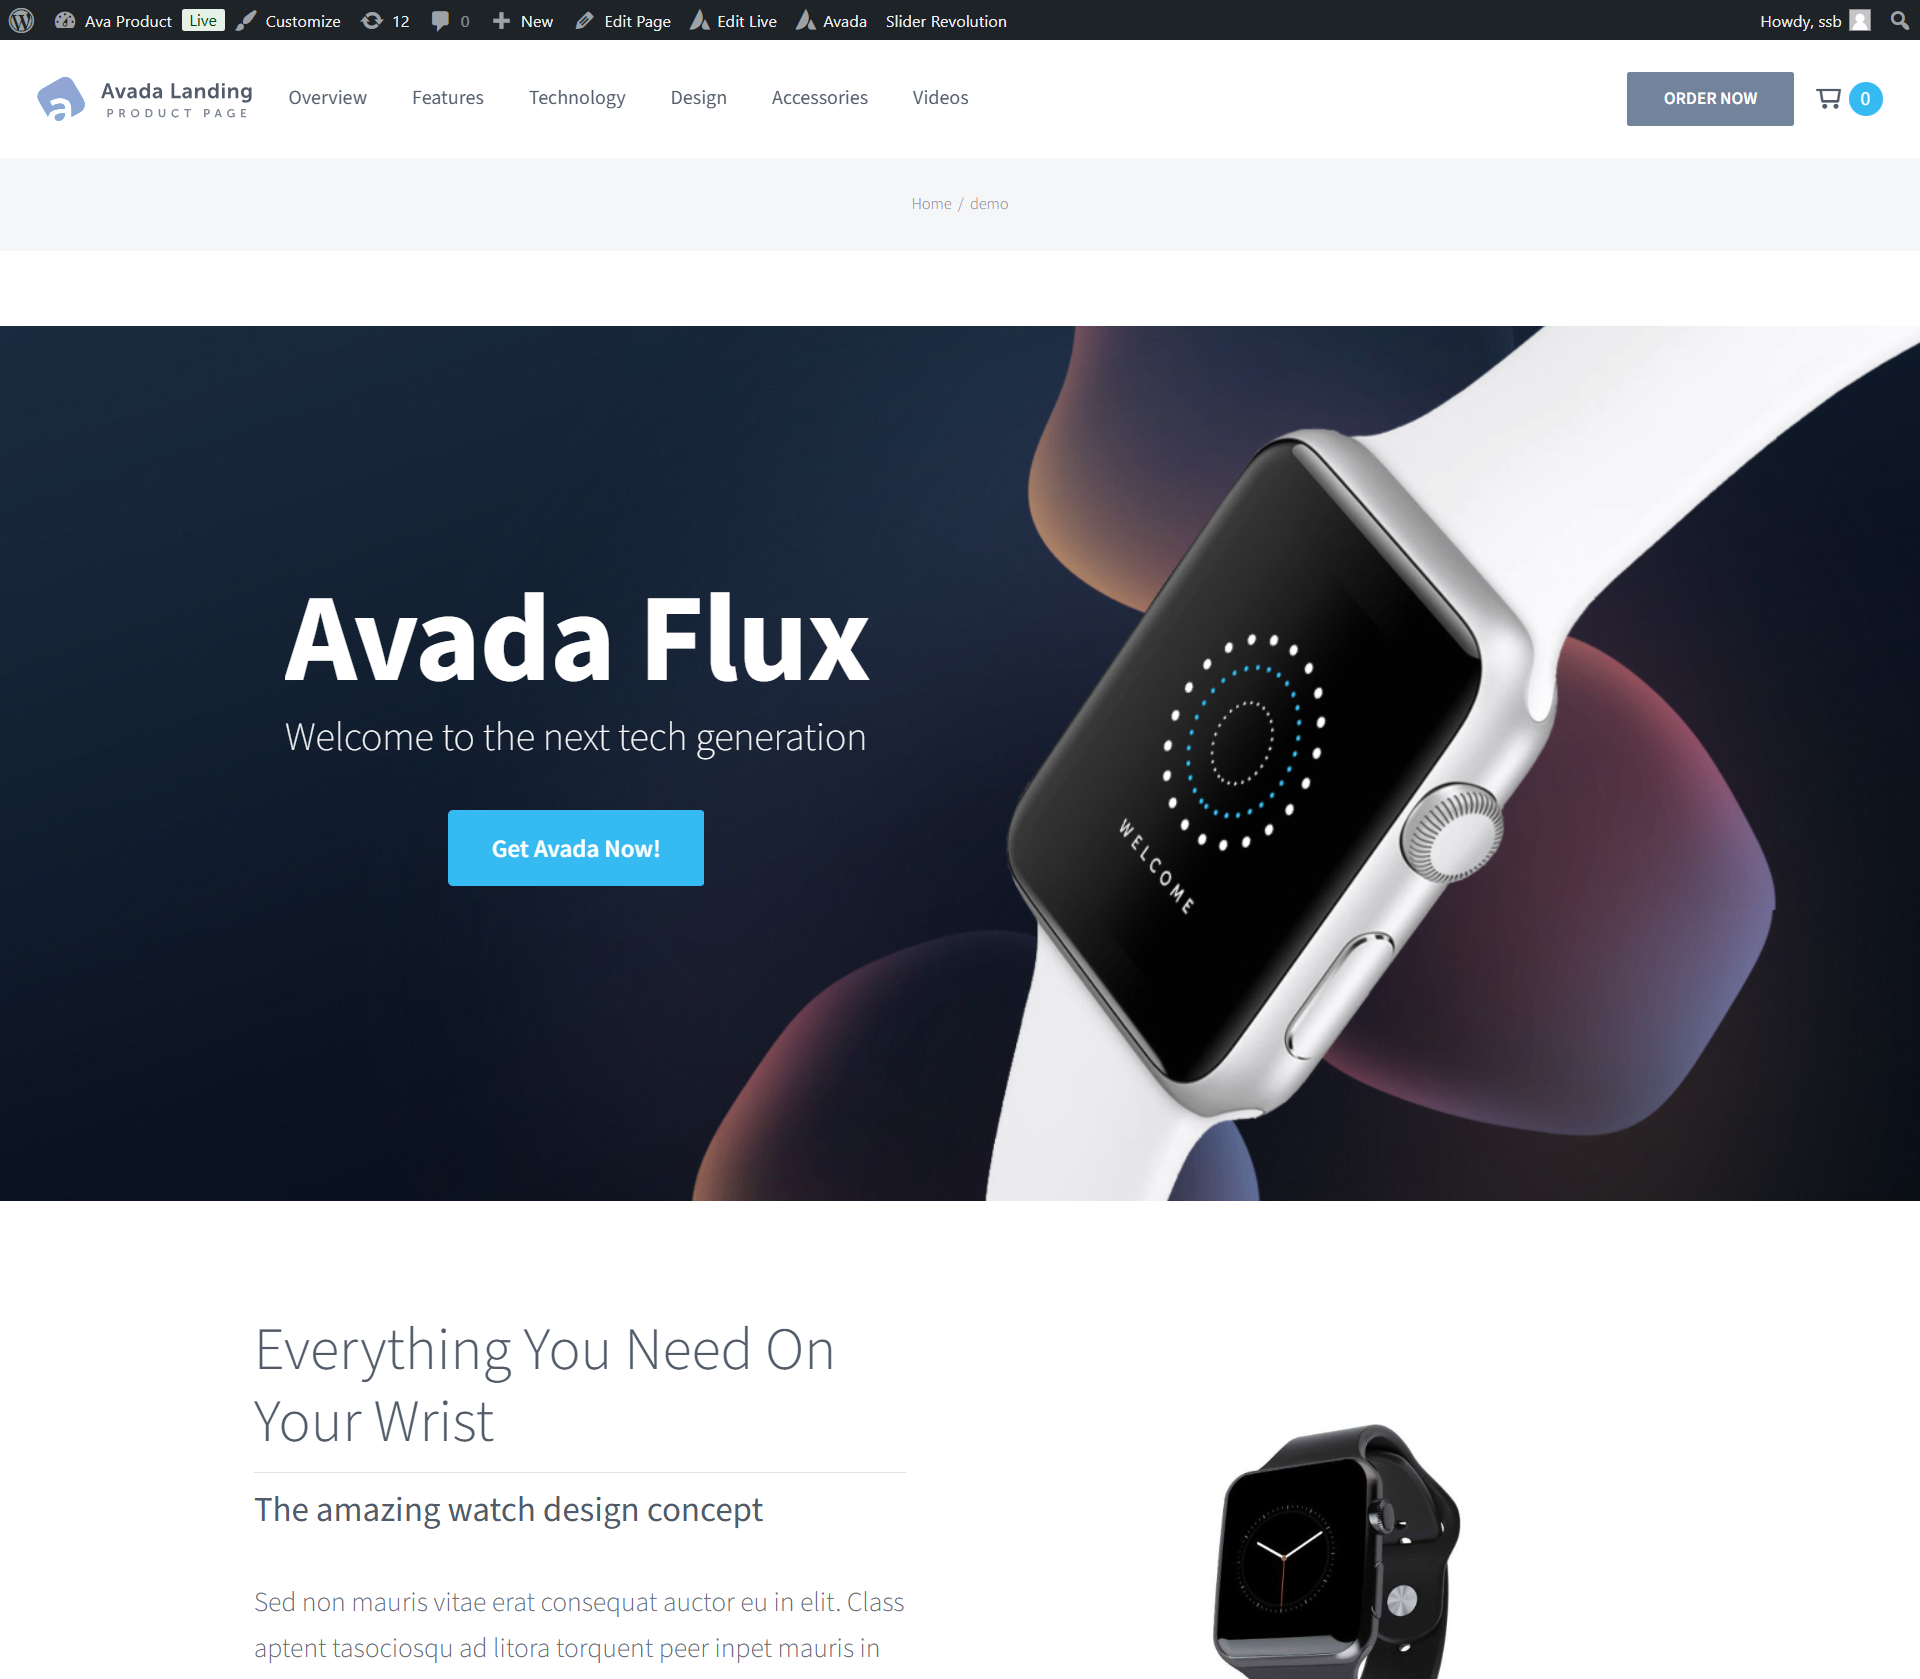 Ava Product Live Customize 12 0 New Edit Page Edit Live Avada Slider Revolution Howdy, ssb
Avada Landing
PRODUCT PAGE
Overview Features Technology Design Accessories Videos ORDER NOW 0
Home / demo
Avada Flux
Welcome to the next tech generation
Get Avada Now!
WELCOME
Everything You Need On
Your Wrist
The amazing watch design concept
Sed non mauris vitae erat consequat auctor eu in elit. Class
aptent tasociosqu ad litora torquent peer inpet mauris in